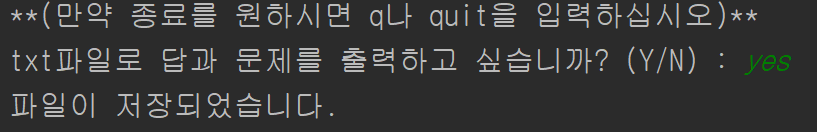 **(만약 종료를 원하시면 q나 quit을 입력하십시오)**
txt파일로 답과 문제를 출력하고 싶습니까? (Y/N) : yes
파일이 저장되었습니다.